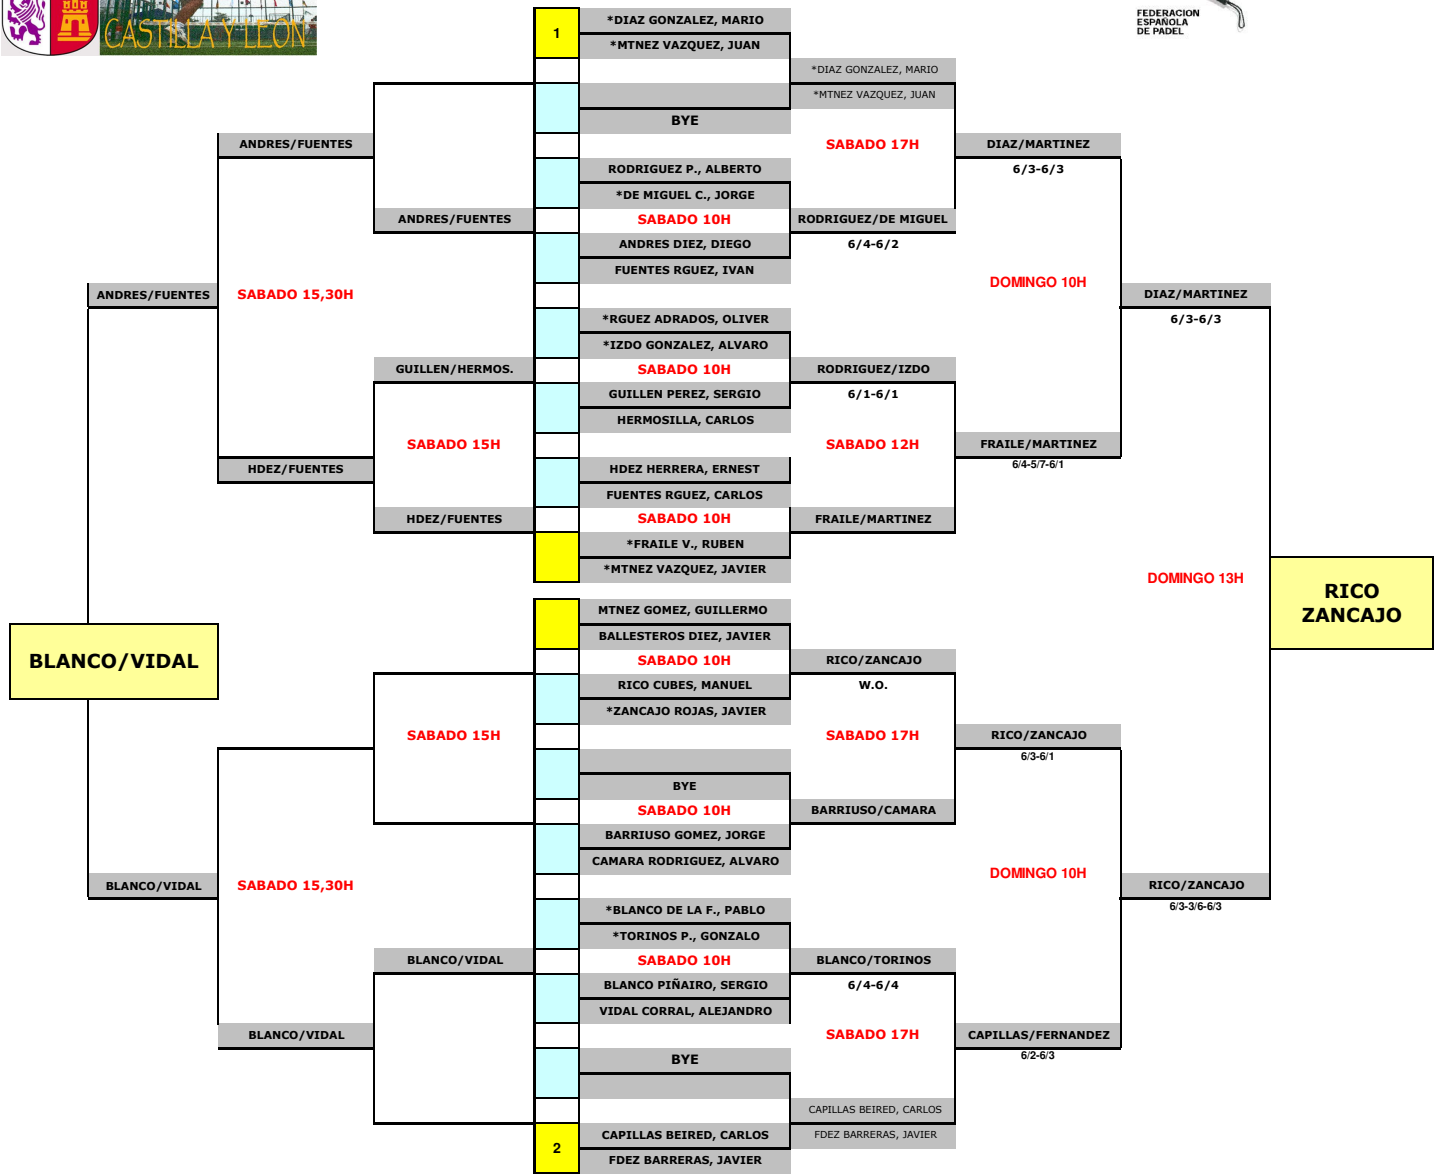 CASTILLA Y LEON
FEDERACION
ESPAÑOLA
DE PADEL
1
*DIAZ GONZALEZ, MARIO
*MTNEZ VAZQUEZ, JUAN
*DIAZ GONZALEZ, MARIO
*MTNEZ VAZQUEZ, JUAN
BYE
ANDRES/FUENTES
SABADO 17H
DIAZ/MARTINEZ
RODRIGUEZ P., ALBERTO
6/3-6/3
*DE MIGUEL C., JORGE
ANDRES/FUENTES
SABADO 10H
RODRIGUEZ/DE MIGUEL
ANDRES DIEZ, DIEGO
6/4-6/2
FUENTES RGUEZ, IVAN
DOMINGO 10H
ANDRES/FUENTES
SABADO 15,30H
DIAZ/MARTINEZ
*RGUEZ ADRADOS, OLIVER
6/3-6/3
*IZDO GONZALEZ, ALVARO
GUILLEN/HERMOS.
SABADO 10H
RODRIGUEZ/IZDO
GUILLEN PEREZ, SERGIO
6/1-6/1
HERMOSILLA, CARLOS
SABADO 15H
SABADO 12H
FRAILE/MARTINEZ
HDEZ/FUENTES
HDEZ HERRERA, ERNEST
6/4-5/7-6/1
FUENTES RGUEZ, CARLOS
HDEZ/FUENTES
SABADO 10H
FRAILE/MARTINEZ
*FRAILE V., RUBEN
*MTNEZ VAZQUEZ, JAVIER
DOMINGO 13H
RICO
ZANCAJO
MTNEZ GOMEZ, GUILLERMO
BALLESTEROS DIEZ, JAVIER
BLANCO/VIDAL
SABADO 10H
RICO/ZANCAJO
RICO CUBES, MANUEL
W.O.
*ZANCAJO ROJAS, JAVIER
SABADO 15H
SABADO 17H
RICO/ZANCAJO
6/3-6/1
BYE
SABADO 10H
BARRIUSO/CAMARA
BARRIUSO GOMEZ, JORGE
CAMARA RODRIGUEZ, ALVARO
DOMINGO 10H
BLANCO/VIDAL
SABADO 15,30H
RICO/ZANCAJO
*BLANCO DE LA F., PABLO
6/3-3/6-6/3
*TORINOS P., GONZALO
BLANCO/VIDAL
SABADO 10H
BLANCO/TORINOS
BLANCO PIÑAIRO, SERGIO
6/4-6/4
VIDAL CORRAL, ALEJANDRO
BLANCO/VIDAL
SABADO 17H
CAPILLAS/FERNANDEZ
BYE
6/2-6/3
CAPILLAS BEIRED, CARLOS
2
CAPILLAS BEIRED, CARLOS
FDEZ BARRERAS, JAVIER
FDEZ BARRERAS, JAVIER